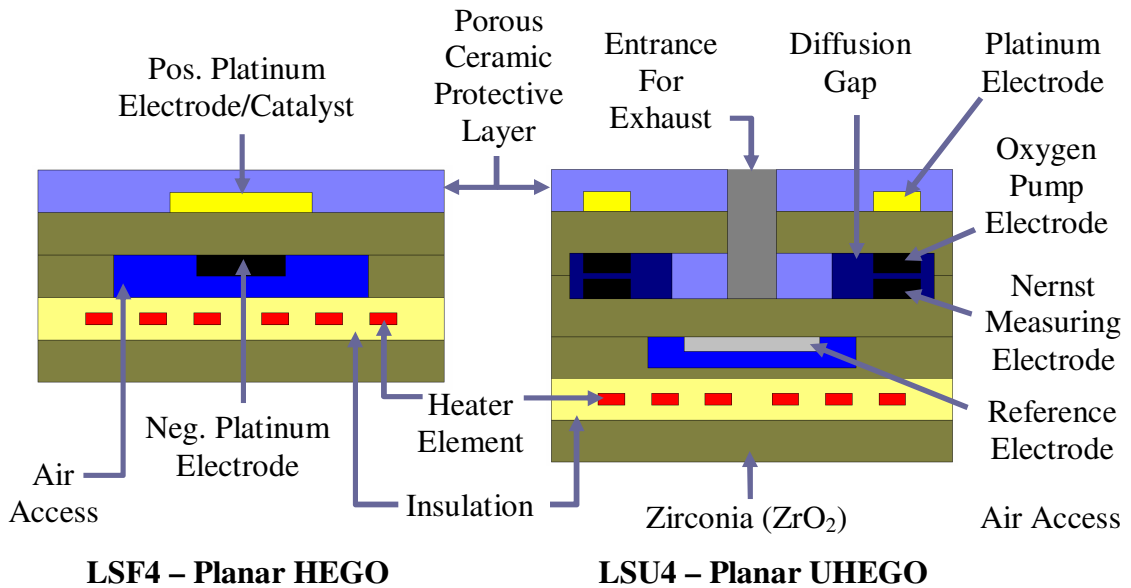 Pos. Platinum
Electrode/Catalyst
Porous
Ceramic
Protective
Layer
Entrance
For
Exhaust
Diffusion
Gap
Platinum
Electrode
Oxygen
Pump
Electrode
Nernst
Measuring
Electrode
Reference
Electrode
Heater
Element
Neg. Platinum
Electrode
Air
Access
Insulation
Zirconia (ZrO₂)
Air Access
LSF4 – Planar HEGO
LSU4 – Planar UHEGO